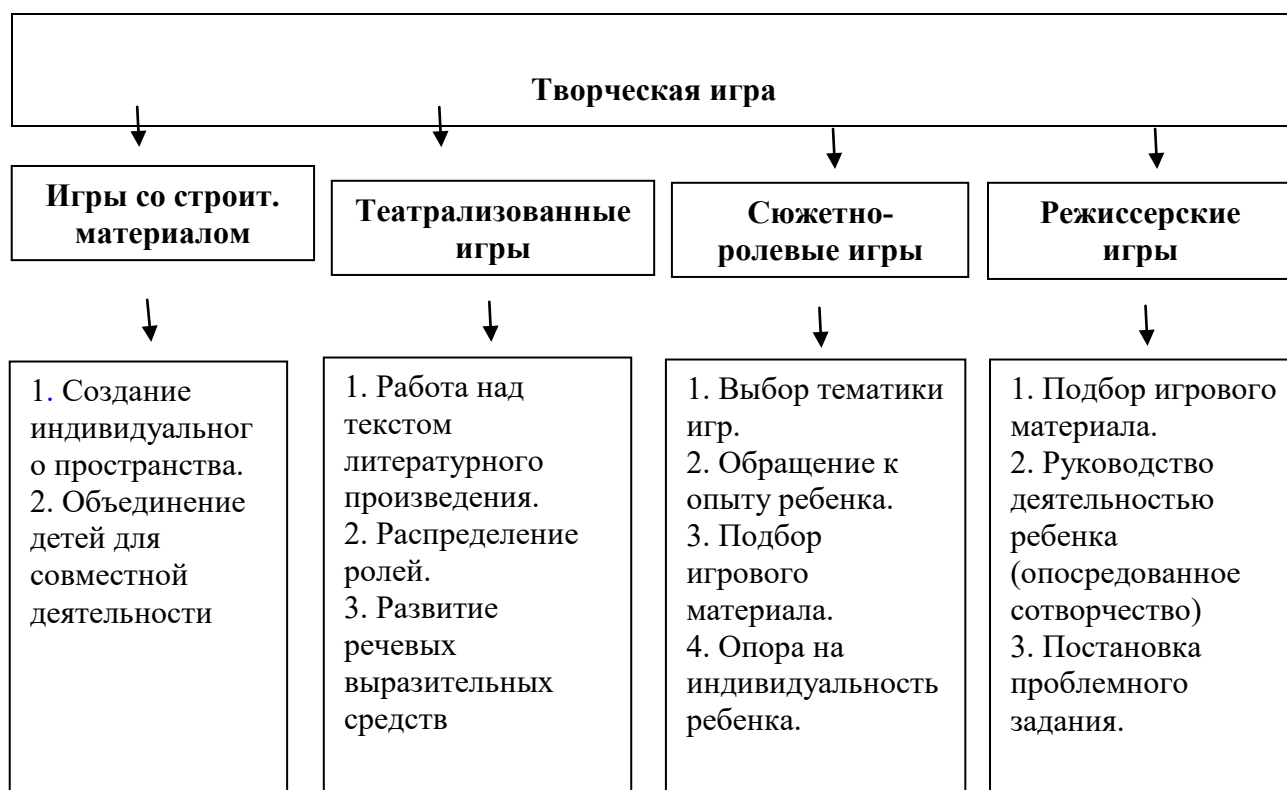 Творческая игра
Игры со строит.
материалом
Театрализованные
игры
Сюжетно-
ролевые игры
Режиссерские
игры
1. Создание
индивидуальног
о пространства.
2. Объединение
детей для
совместной
деятельности
1. Работа над
текстом
литературного
произведения.
2. Распределение
ролей.
3. Развитие
речевых
выразительных
средств
1. Выбор тематики
игр.
2. Обращение к
опыту ребенка.
3. Подбор
игрового
материала.
4. Опора на
индивидуальность
ребенка.
1. Подбор игрового
материала.
2. Руководство
деятельностью
ребенка
(опосредованное
сотворчество)
3. Постановка
проблемного
задания.